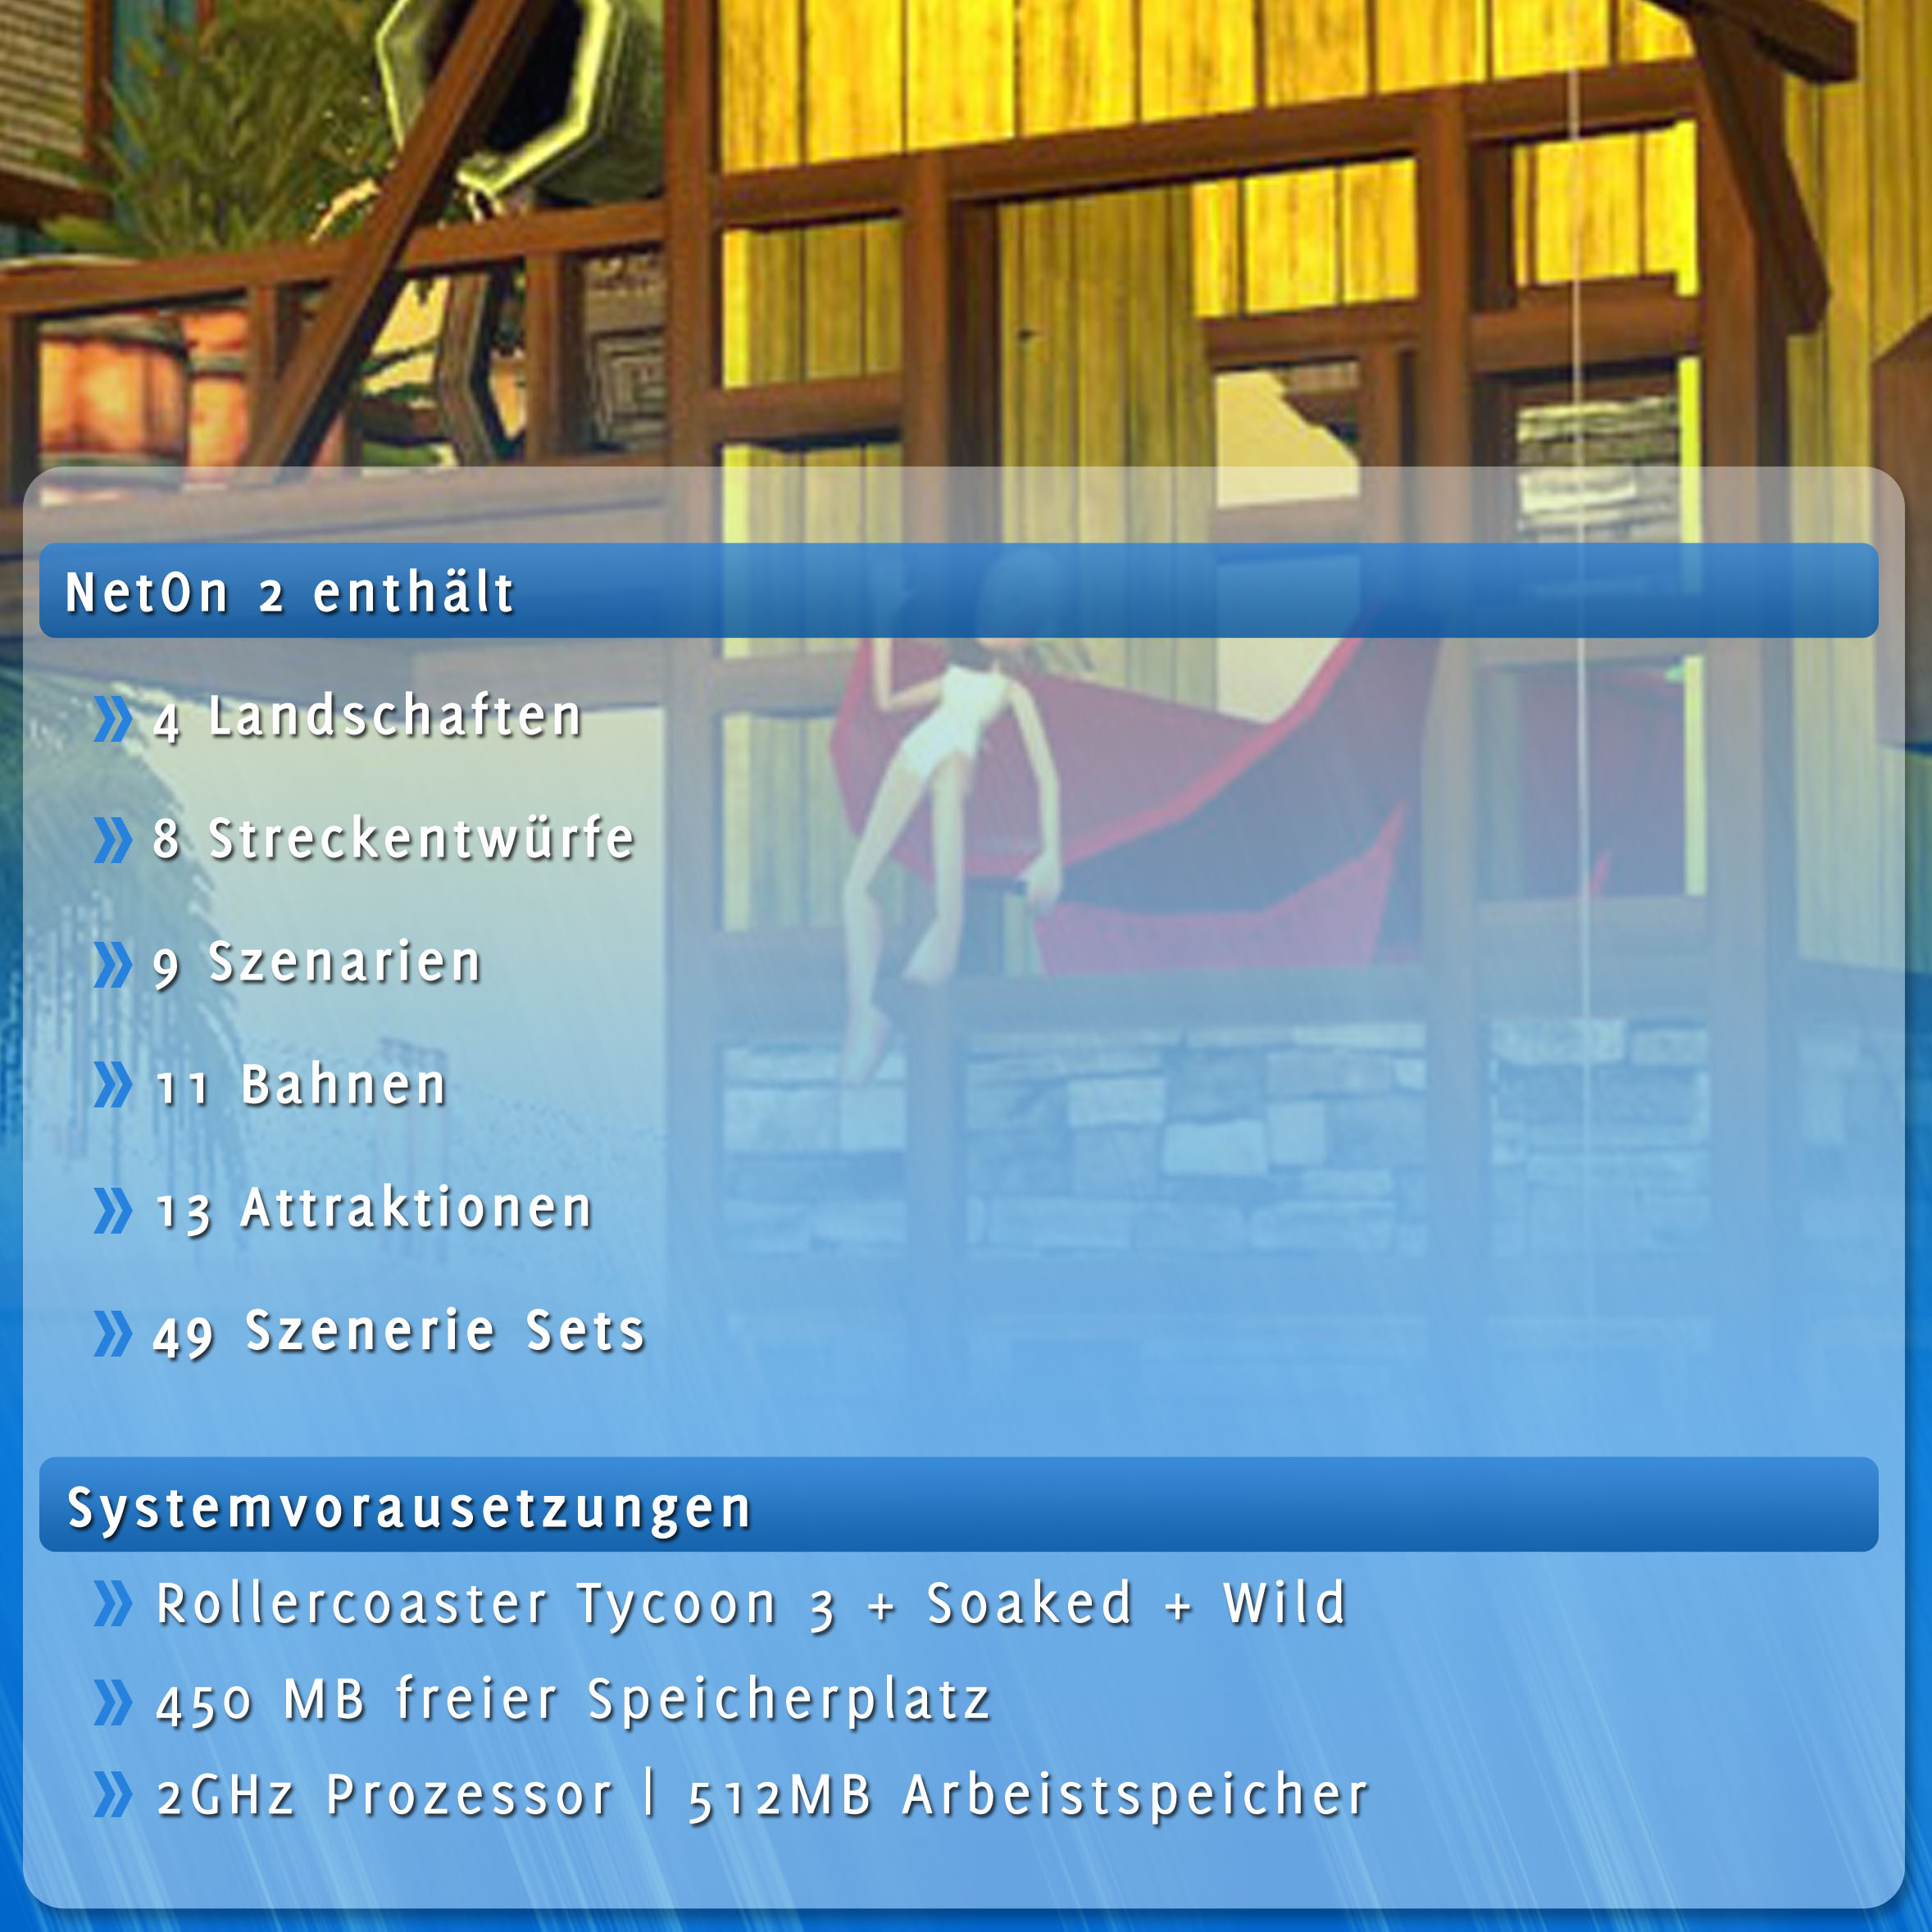 NetOn 2 enthält
4 Landschaften
8 Streckentwürfe
9 Szenarien
11 Bahnen
13 Attraktionen
49 Szenerie Sets
Systemvorausetzungen
Rollercoaster Tycoon 3 + Soaked + Wild
450 MB freier Speicherplatz
2GHz Prozessor | 512MB Arbeistspeicher